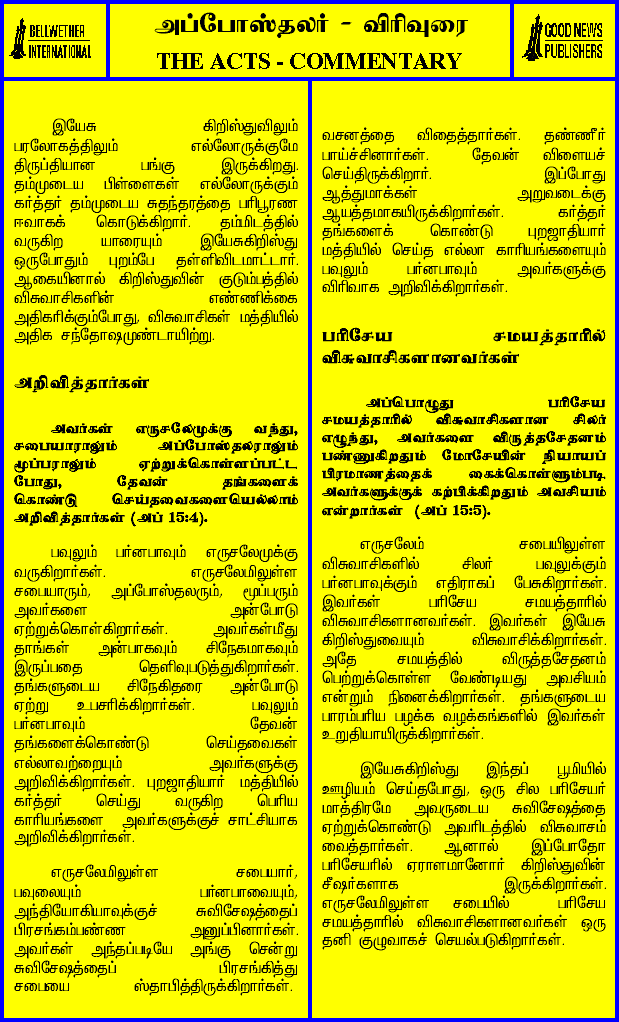 BELLWETHER
INTERNATIONAL
அப்போஸ்தலர் - விரிவுரை
THE ACTS - COMMENTARY
GOOD NEWS
PUBLISHERS
இயேசு கிறிஸ்துவிலும்
பரலோகத்திலும் எல்லோருக்குமே
திருப்தியான பங்கு இருக்கிறது.
தம்முடைய பிள்ளைகள் எல்லோருக்கும்
கர்த்தர் தம்முடைய சுதந்தரத்தை பரிபூரண
ஈவாகக் கொடுக்கிறார். தம்மிடத்தில்
வருகிற யாரையும் இயேசுகிறிஸ்து
ஒருபோதும் புறம்பே தள்ளிவிடமாட்டார்.
ஆகையினால் கிறிஸ்துவின் குடும்பத்தில்
விசுவாசிகளின் எண்ணிக்கை
அதிகரிக்கும்போது, விசுவாசிகள் மத்தியில்
அதிக சந்தோஷமுண்டாயிற்று.
அறிவித்தார்கள்
அவர்கள் எருசலேமுக்கு வந்து,
சபையாராலும் அப்போஸ்தலராலும்
மூப்பராலும் ஏற்றுக்கொள்ளப்பட்ட
போது, தேவன் தங்களைக்
கொண்டு செய்தவைகளையெல்லாம்
அறிவித்தார்கள் (அப் 15:4).
பவுலும் பர்னபாவும் எருசலேமுக்கு
வருகிறார்கள். எருசலேமிலுள்ள
சபையாரும், அப்போஸ்தலரும், மூப்பரும்
அவர்களை அன்போடு
ஏற்றுக்கொள்கிறார்கள். அவர்கள்மீது
தாங்கள் அன்பாகவும் சிநேகமாகவும்
இருப்பதை தெளிவுபடுத்துகிறார்கள்.
தங்களுடைய சிநேகிதரை அன்போடு
ஏற்று உபசரிக்கிறார்கள். பவுலும்
பர்னபாவும் தேவன்
தங்களைக்கொண்டு செய்தவைகள்
எல்லாவற்றையும் அவர்களுக்கு
அறிவிக்கிறார்கள். புறஜாதியார் மத்தியில்
கர்த்தர் செய்து வருகிற பெரிய
காரியங்களை அவர்களுக்குச் சாட்சியாக
அறிவிக்கிறார்கள்.
எருசலேமிலுள்ள சபையார்,
பவுலையும் பர்னபாவையும்,
அந்தியோகியாவுக்குச் சுவிசேஷத்தைப்
பிரசங்கம்பண்ண அனுப்பினார்கள்.
அவர்கள் அந்தப்படியே அங்கு சென்று
சுவிசேஷத்தைப் பிரசங்கித்து
சபையை ஸ்தாபித்திருக்கிறார்கள்.
வசனத்தை விதைத்தார்கள். தண்ணீர்
பாய்ச்சினார்கள். தேவன் விளையச்
செய்திருக்கிறார். இப்போது
ஆத்துமாக்கள் அறுவடைக்கு
ஆயத்தமாகயிருக்கிறார்கள். கர்த்தர்
தங்களைக் கொண்டு புறஜாதியார்
மத்தியில் செய்த எல்லா காரியங்களையும்
பவுலும் பர்னபாவும் அவர்களுக்கு
விரிவாக அறிவிக்கிறார்கள்.
பரிசேய சமயத்தாரில்
விசுவாசிகளானவர்கள்
அப்பொழுது பரிசேய
சமயத்தாரில் விசுவாசிகளான சிலர்
எழுந்து, அவர்களை விருத்தசேதனம்
பண்ணுகிறதும் மோசேயின் நியாயப்
பிரமாணத்தைக் கைக்கொள்ளும்படி
அவர்களுக்குக் கற்பிக்கிறதும் அவசியம்
என்றார்கள் (அப் 15:5).
எருசலேம் சபையிலுள்ள
விசுவாசிகளில் சிலர் பவுலுக்கும்
பர்னபாவுக்கும் எதிராகப் பேசுகிறார்கள்.
இவர்கள் பரிசேய சமயத்தாரில்
விசுவாசிகளானவர்கள். இவர்கள் இயேசு
கிறிஸ்துவையும் விசுவாசிக்கிறார்கள்.
அதே சமயத்தில் விருத்தசேதனம்
பெற்றுக்கொள்ள வேண்டியது அவசியம்
என்றும் நினைக்கிறார்கள். தங்களுடைய
பாரம்பரிய பழக்க வழக்கங்களில் இவர்கள்
உறுதியாயிருக்கிறார்கள்.
இயேசுகிறிஸ்து இந்தப் பூமியில்
ஊழியம் செய்தபோது, ஒரு சில பரிசேயர்
மாத்திரமே அவருடைய சுவிசேஷத்தை
ஏற்றுக்கொண்டு அவரிடத்தில் விசுவாசம்
வைத்தார்கள். ஆனால் இப்போதோ
பரிசேயரில் ஏராளமானோர் கிறிஸ்துவின்
சீஷர்களாக இருக்கிறார்கள்.
எருசலேமிலுள்ள சபையில் பரிசேய
சமயத்தாரில் விசுவாசிகளானவர்கள் ஒரு
தனி குழுவாகச் செயல்படுகிறார்கள்.